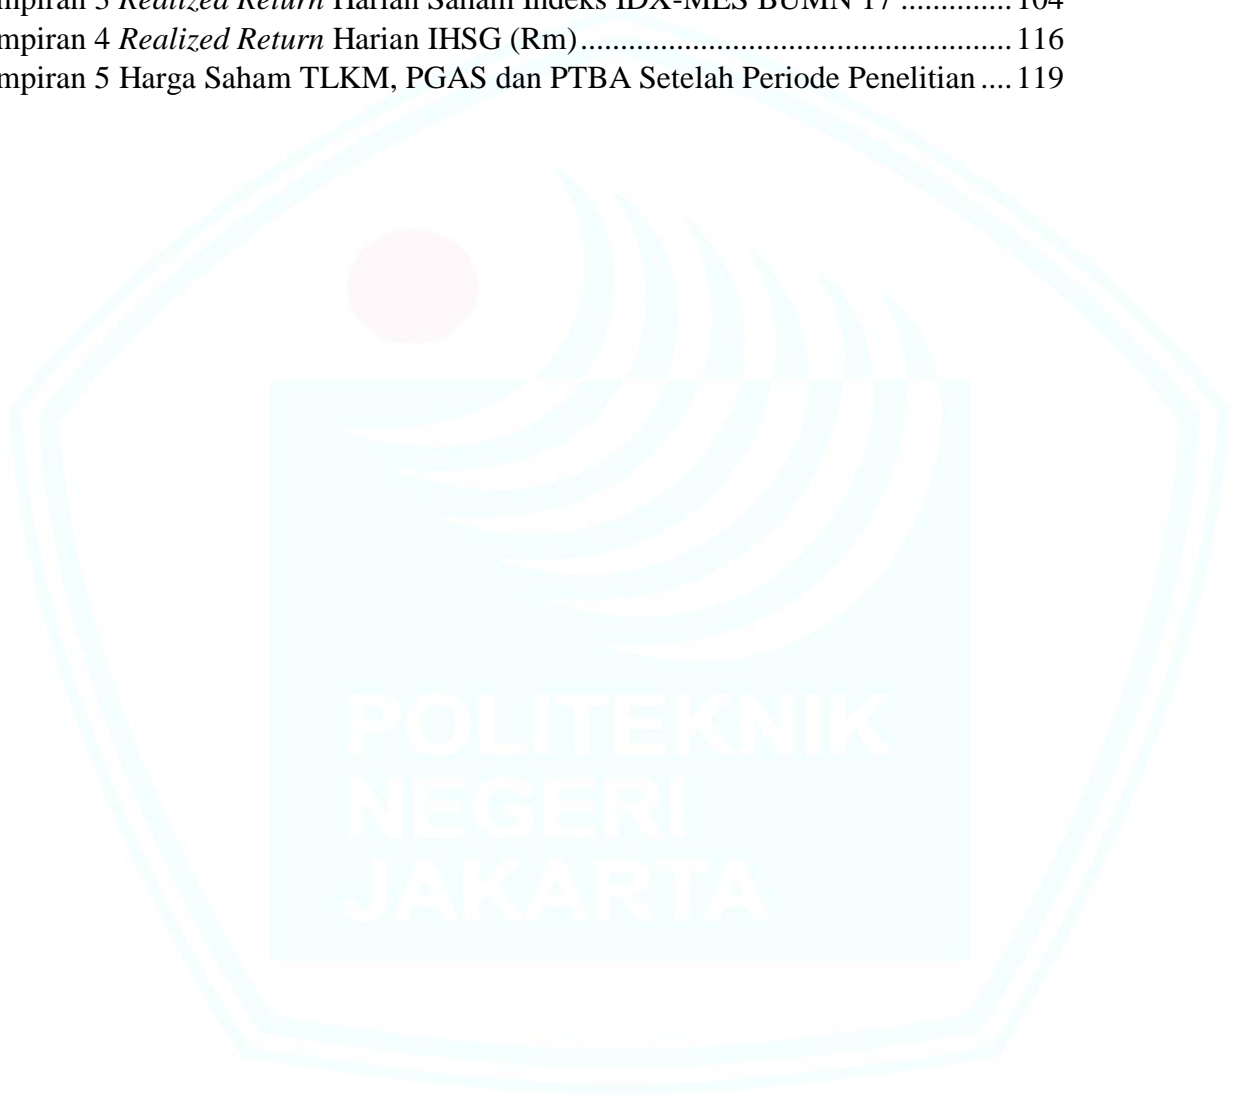 mpiran 3 Realized Return Harian Saham Indeks IDX-MES BUMN 17 ............. 104
mpiran 4 Realized Return Harian IHSG (Rm) ....................................................... 116
mpiran 5 Harga Saham TLKM, PGAS dan PTBA Setelah Periode Penelitian .... 119
POLITEKNIK
NEGERI
JAKARTA